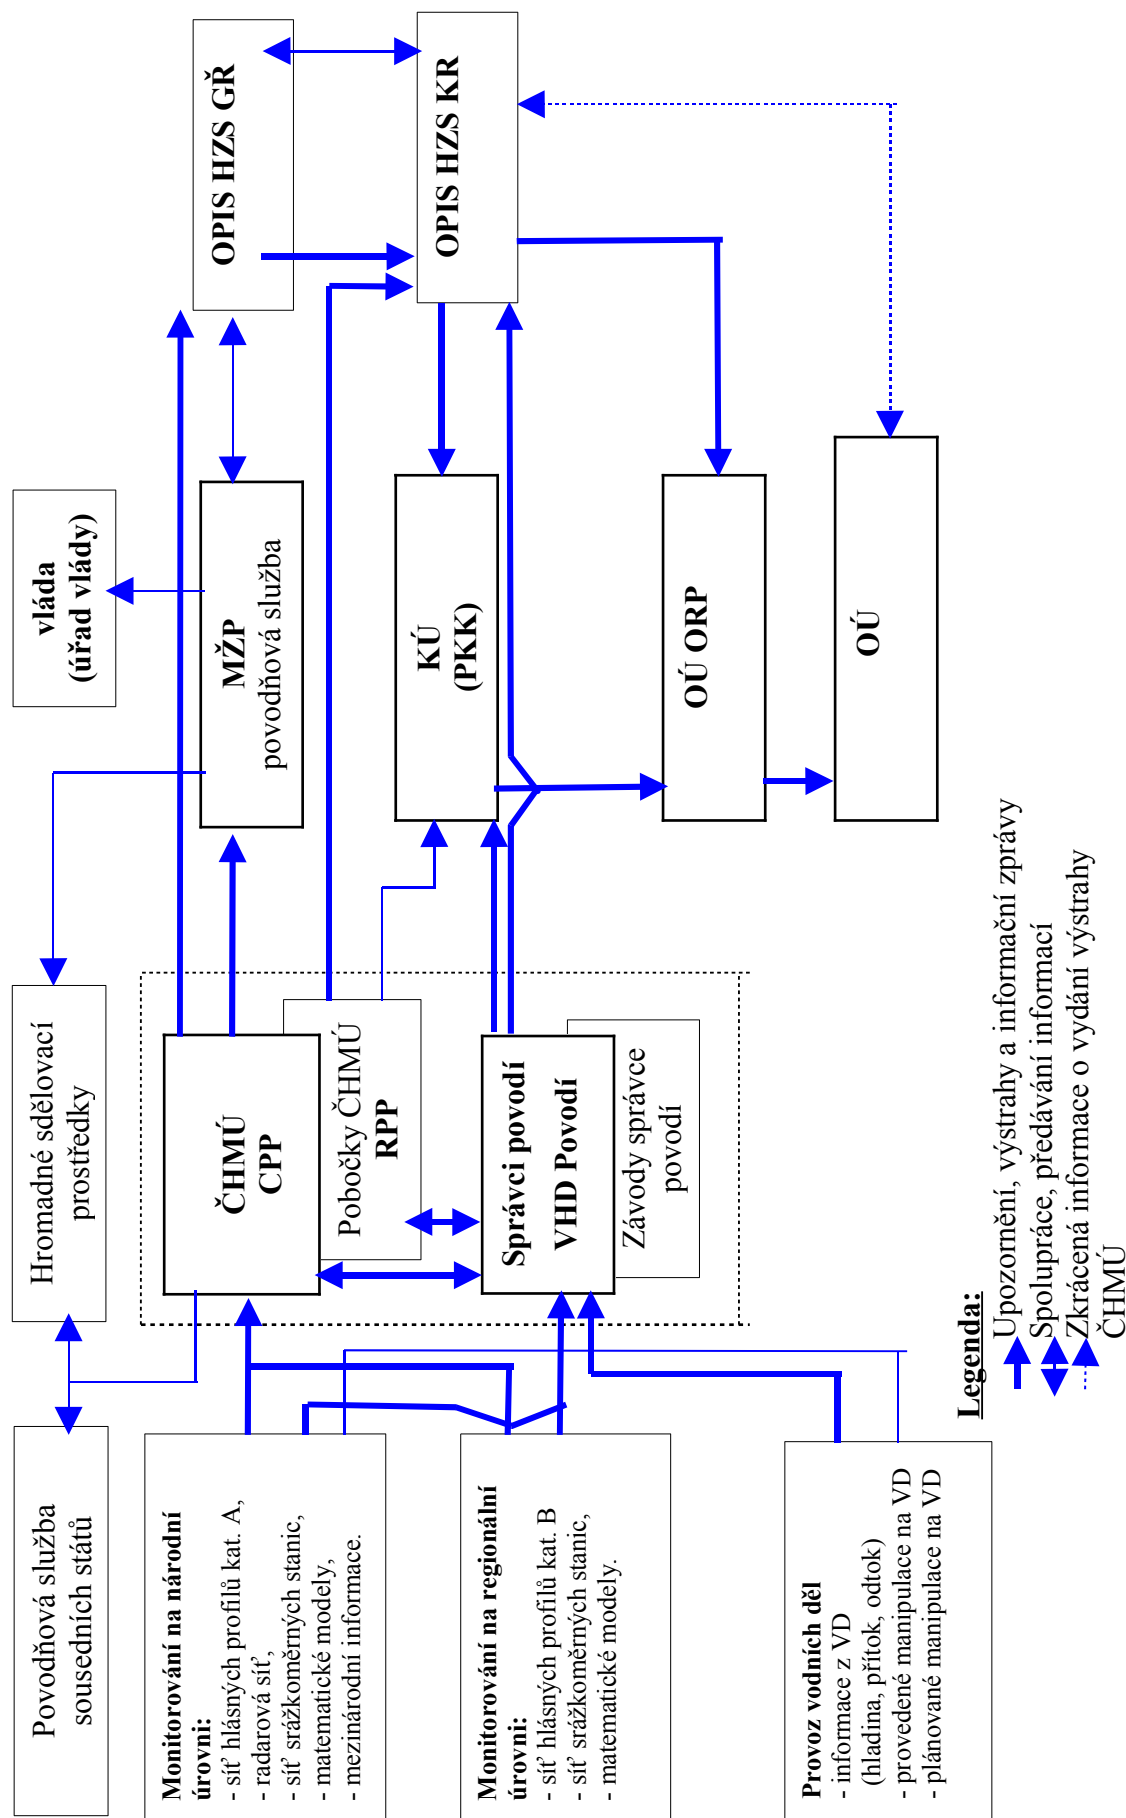 Povodňová služba
sousedních států
Hromadné sdělovací
prostředky
vláda
(úřad vlády)
Monitorování na národní
úrovni:
- síť hlásných profilů kat. A,
- radarová síť,
- síť srážkoměrných stanic,
- matematické modely,
- mezinárodní informace.
ČHMÚ
CPP
Pobočky ČHMÚ
RPP
MŽP
povodňová služba
OPIS HZS GŘ
Monitorování na regionální
úrovni:
- síť hlásných profilů kat. B
- síť srážkoměrných stanic,
- matematické modely.
Správci povodí
VHD Povodí
Závody správce
povodí
KÚ
(PKK)
OPIS HZS KR
OÚ ORP
Provoz vodních děl
- informace z VD
(hladina, přítok, odtok)
- provedené manipulace na VD
- plánované manipulace na VD
OÚ
Legenda:
Upozornění, výstrahy a informační zprávy
Spolupráce, předávání informací
Zkrácená informace o vydání výstrahy
ČHMÚ